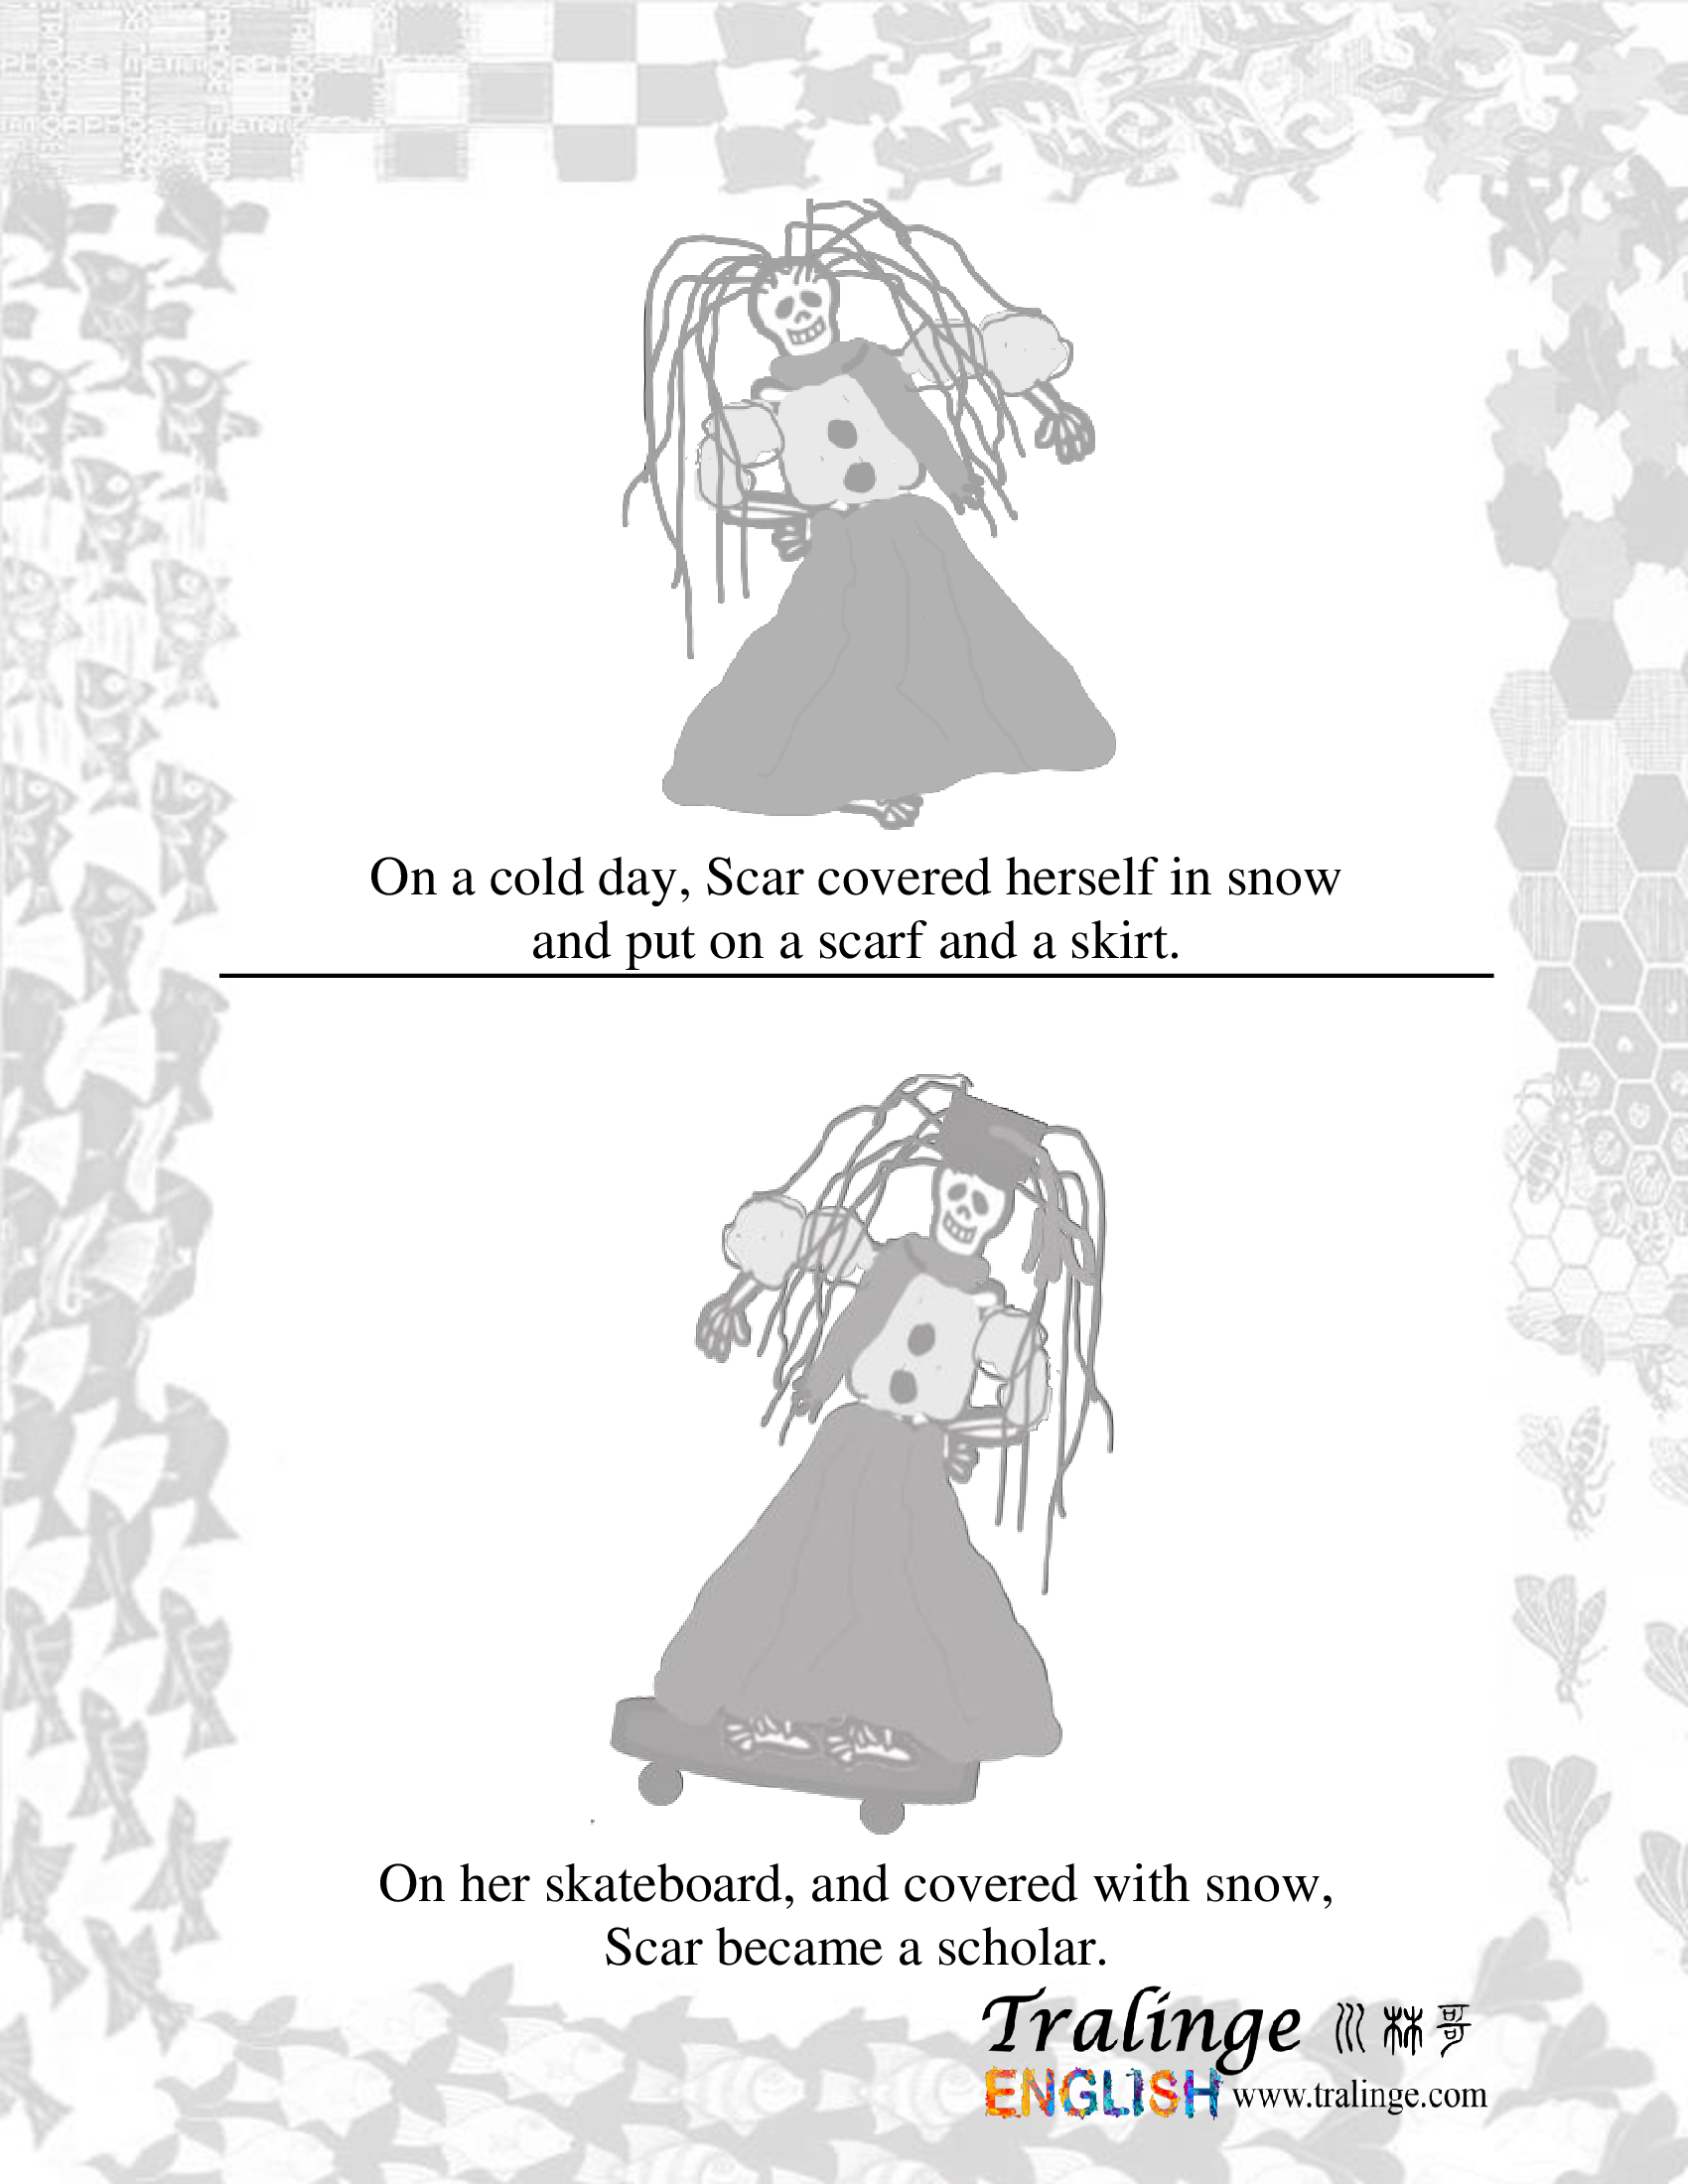 On a cold day, Scar covered herself in snow
and put on a scarf and a skirt.
On her skateboard, and covered with snow,
Scar became a scholar.
Tralinge 川 林 哥
ENGLISH www.tralinge.com